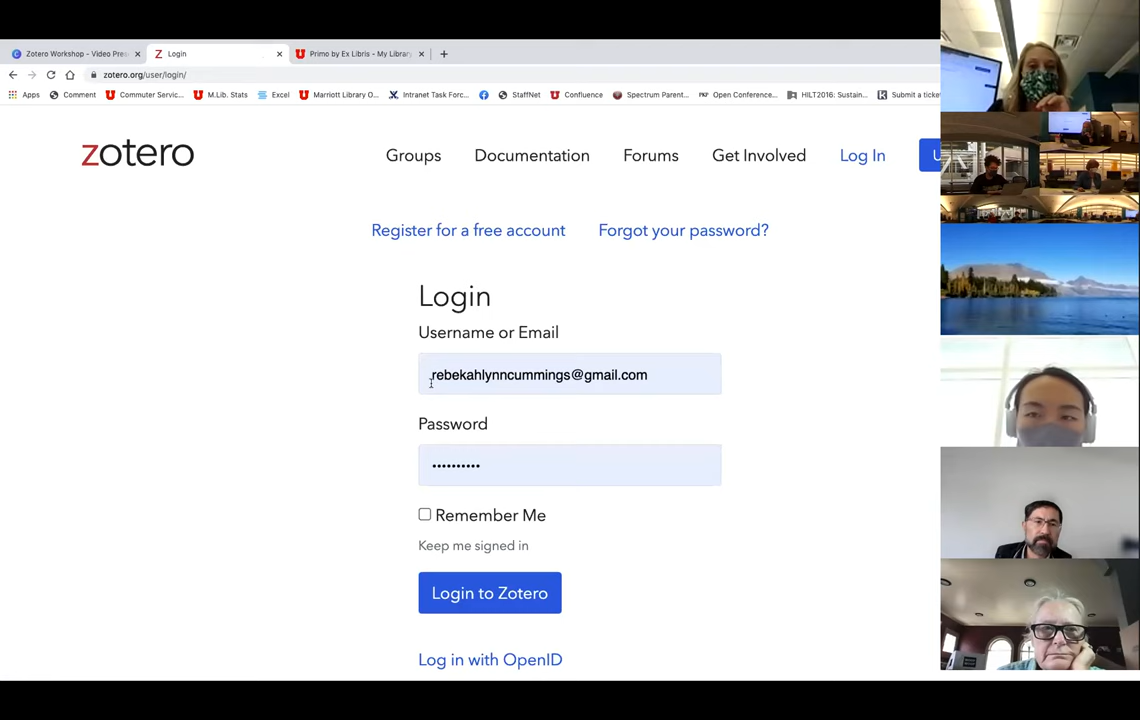 Zotero Workshop - Video Prese
Login
Primo by Ex Libris - My Library
zotero.org/user/login/
Apps
Comment
Commuter Servic...
M.Lib. Stats
Excel
Marriott Library O...
Intranet Task Forc...
StaffNet
Confluence
Spectrum Parent...
PKP Open Conference...
HILT2016: Sustain...
Submit a ticket
zotero
Groups
Documentation
Forums
Get Involved
Log In
U
Register for a free account
Forgot your password?
Login
Username or Email
rebekahlynncummings@gmail.com
Password
••••••••••
Remember Me
Keep me signed in
Login to Zotero
Log in with OpenID